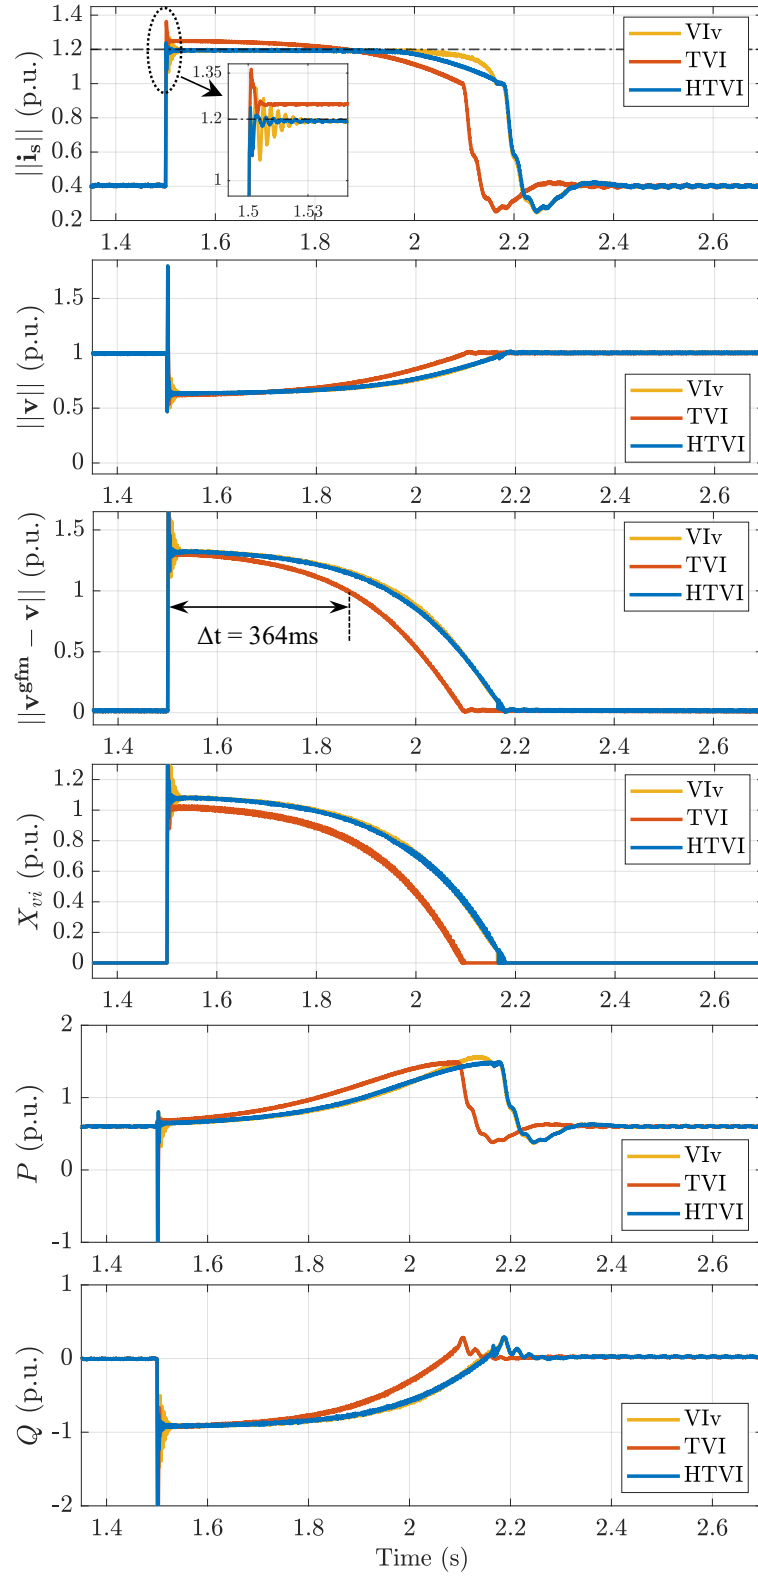 ||i_s|| (p.u.)
1.4
1.2
1
0.8
0.6
0.4
0.2
VIv
TVI
HTVI
1.35
1.2
1
1.5 1.53
1.4 1.6 1.8 2 2.2 2.4 2.6
||v|| (p.u.)
1.5
1
0.5
0
VIv
TVI
HTVI
1.4 1.6 1.8 2 2.2 2.4 2.6
||v^gfm − v|| (p.u.)
1.5
1
0.5
0
Δt = 364ms
VIv
TVI
HTVI
1.4 1.6 1.8 2 2.2 2.4 2.6
X_vi (p.u.)
1.2
1
0.8
0.6
0.4
0.2
0
VIv
TVI
HTVI
1.4 1.6 1.8 2 2.2 2.4 2.6
P (p.u.)
2
1
0
-1
VIv
TVI
HTVI
1.4 1.6 1.8 2 2.2 2.4 2.6
Q (p.u.)
1
0
-1
-2
VIv
TVI
HTVI
1.4 1.6 1.8 2 2.2 2.4 2.6
Time (s)